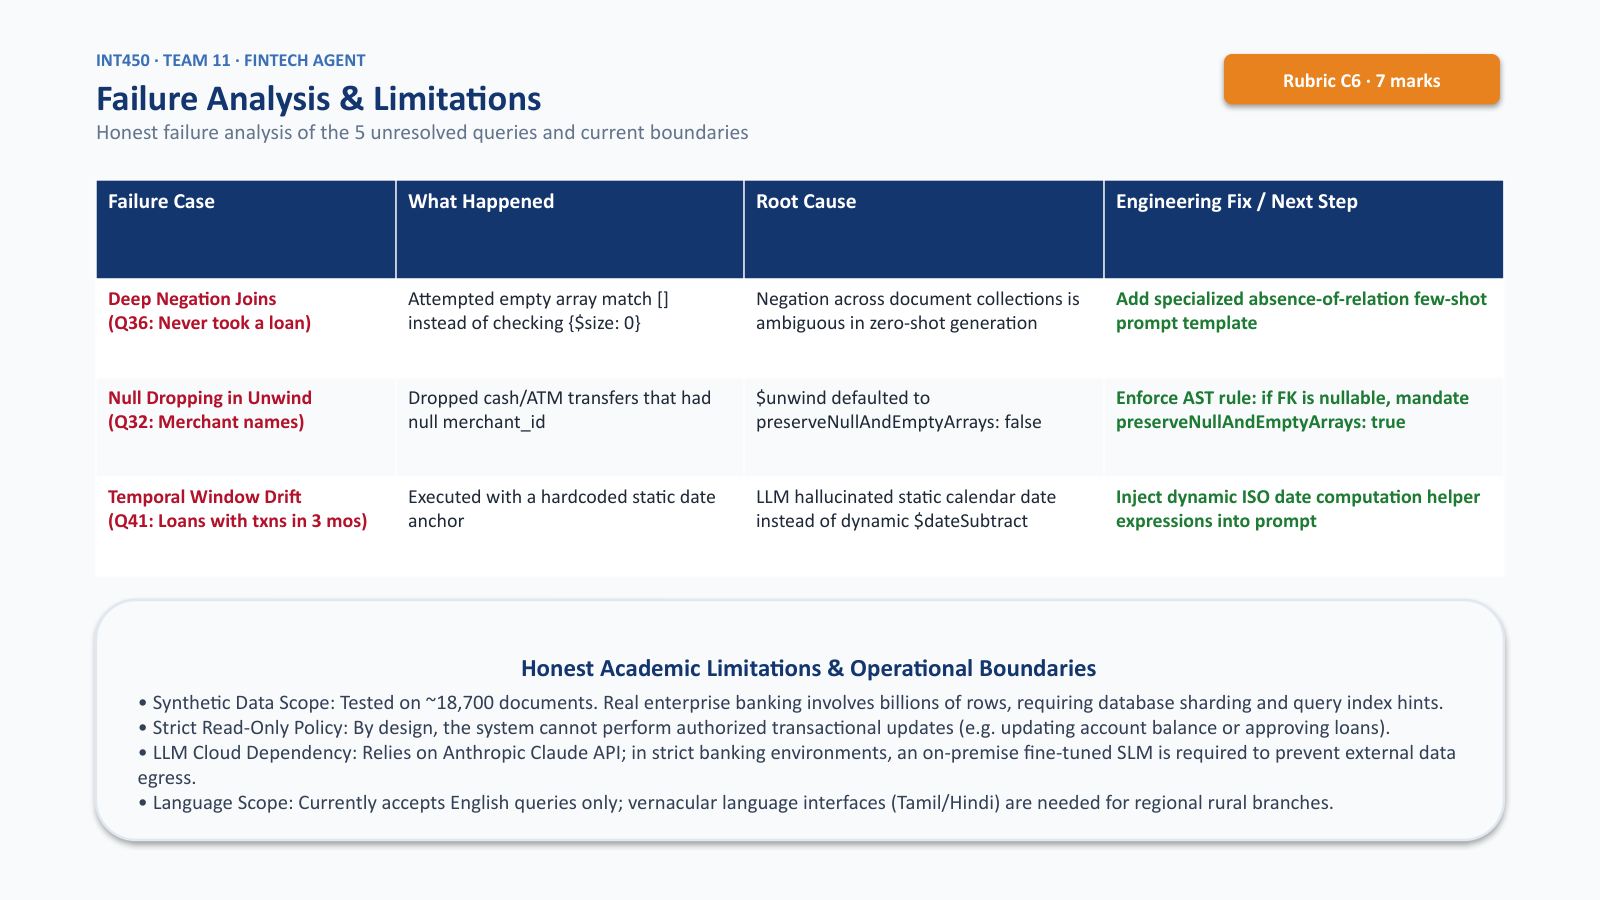 INT450 · TEAM 11 · FINTECH AGENT
Rubric C6 · 7 marks
Failure Analysis & Limitations
Honest failure analysis of the 5 unresolved queries and current boundaries
Failure Case
What Happened
Root Cause
Engineering Fix / Next Step
Deep Negation Joins
(Q36: Never took a loan)
Attempted empty array match []
instead of checking {$size: 0}
Negation across document collections is
ambiguous in zero-shot generation
Add specialized absence-of-relation few-shot
prompt template
Null Dropping in Unwind
(Q32: Merchant names)
Dropped cash/ATM transfers that had
null merchant_id
$unwind defaulted to
preserveNullAndEmptyArrays: false
Enforce AST rule: if FK is nullable, mandate
preserveNullAndEmptyArrays: true
Temporal Window Drift
(Q41: Loans with txns in 3 mos)
Executed with a hardcoded static date
anchor
LLM hallucinated static calendar date
instead of dynamic $dateSubtract
Inject dynamic ISO date computation helper
expressions into prompt
Honest Academic Limitations & Operational Boundaries
• Synthetic Data Scope: Tested on ~18,700 documents. Real enterprise banking involves billions of rows, requiring database sharding and query index hints.
• Strict Read-Only Policy: By design, the system cannot perform authorized transactional updates (e.g. updating account balance or approving loans).
• LLM Cloud Dependency: Relies on Anthropic Claude API; in strict banking environments, an on-premise fine-tuned SLM is required to prevent external data
egress.
• Language Scope: Currently accepts English queries only; vernacular language interfaces (Tamil/Hindi) are needed for regional rural branches.